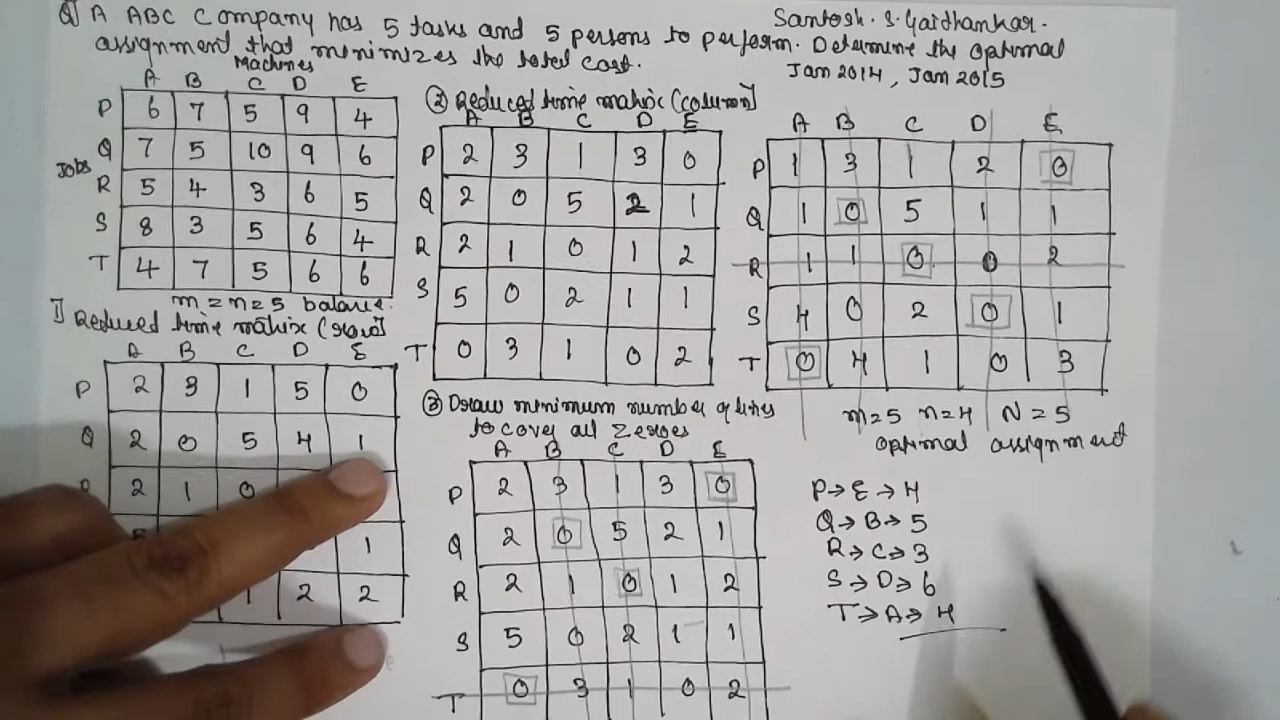 Q) A ABC Company has 5 tasks and 5 persons to perform. Determine the Optimal
assignment that minimizes the total cost.
Santosh. S. Gaidhankar.
Jan 2014, Jan 2015
Machines
A B C D E
Jobs
P 6 7 5 9 4
Q 7 5 10 9 6
R 5 4 3 6 5
S 8 3 5 6 4
T 4 7 5 6 6
m=n=5 balance.
1] Reduced time matrix (row)
A B C D E
P 2 3 1 5 0
Q 2 0 5 4 1
2 1 0
1
1 2 2
② Reduced time matrix (column]
A B C D E
P 2 3 1 3 0
Q 2 0 5 2 1
R 2 1 0 1 2
S 5 0 2 1 1
T 0 3 1 0 2
③ Draw minimum number of lines
to cover all zeroes
A B C D E
P 2 3 1 3 0
Q 2 0 5 2 1
R 2 1 0 1 2
S 5 0 2 1 1
T 0 3 1 0 2
A B C D E
P 1 3 1 2 0
Q 1 0 5 1 1
R 1 1 0 0 2
S 4 0 2 0 1
T 0 4 1 0 3
m=5 n=4 N=5
Optimal assignment
P→E→4
Q→B→5
R→C→3
S→D→6
T→A→4